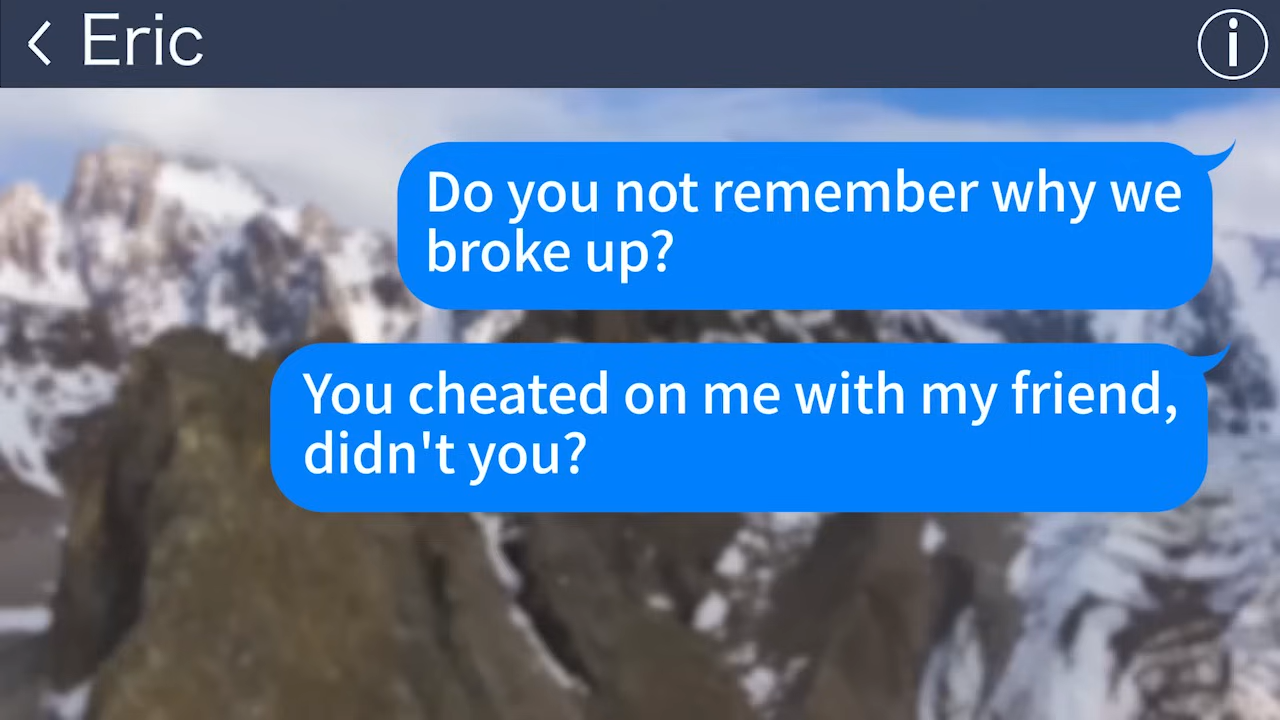 Eric
Do you not remember why we
broke up?
You cheated on me with my friend,
didn't you?